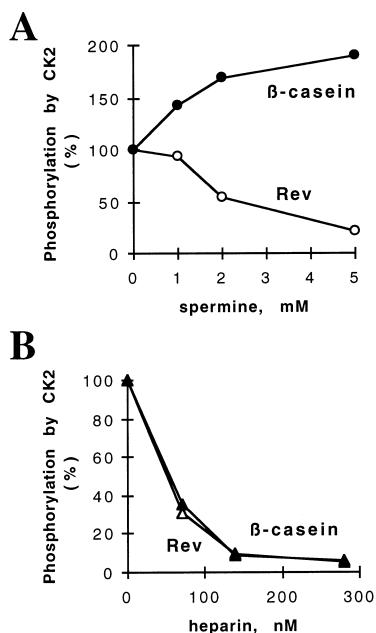 A
Phosphorylation by CK2
(%)
200
150
100
50
0
ß-casein
Rev
0 1 2 3 4 5
spermine, mM
B
Phosphorylation by CK2
(%)
100
80
60
40
20
0
Rev
ß-casein
0 100 200 300
heparin, nM